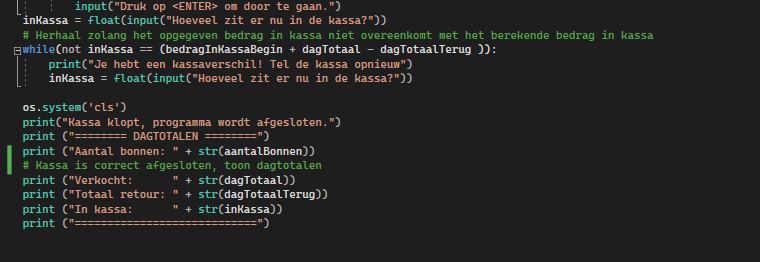 input("Druk op <ENTER> om door te gaan.")
inKassa = float(input("Hoeveel zit er nu in de kassa?"))
# Herhaal zolang het opgegeven bedrag in kassa niet overeenkomt met het berekende bedrag in kassa
while(not inKassa == (bedragInKassaBegin + dagTotaal - dagTotaalTerug )):
print("Je hebt een kassaverschil! Tel de kassa opnieuw")
inKassa = float(input("Hoeveel zit er nu in de kassa?"))
os.system('cls')
print("Kassa klopt, programma wordt afgesloten.")
print ("======== DAGTOTALEN ========")
print ("Aantal bonnen: " + str(aantalBonnen))
# Kassa is correct afgesloten, toon dagtotalen
print ("Verkocht:      " + str(dagTotaal))
print ("Totaal retour: " + str(dagTotaalTerug))
print ("In kassa:      " + str(inKassa))
print ("============================")